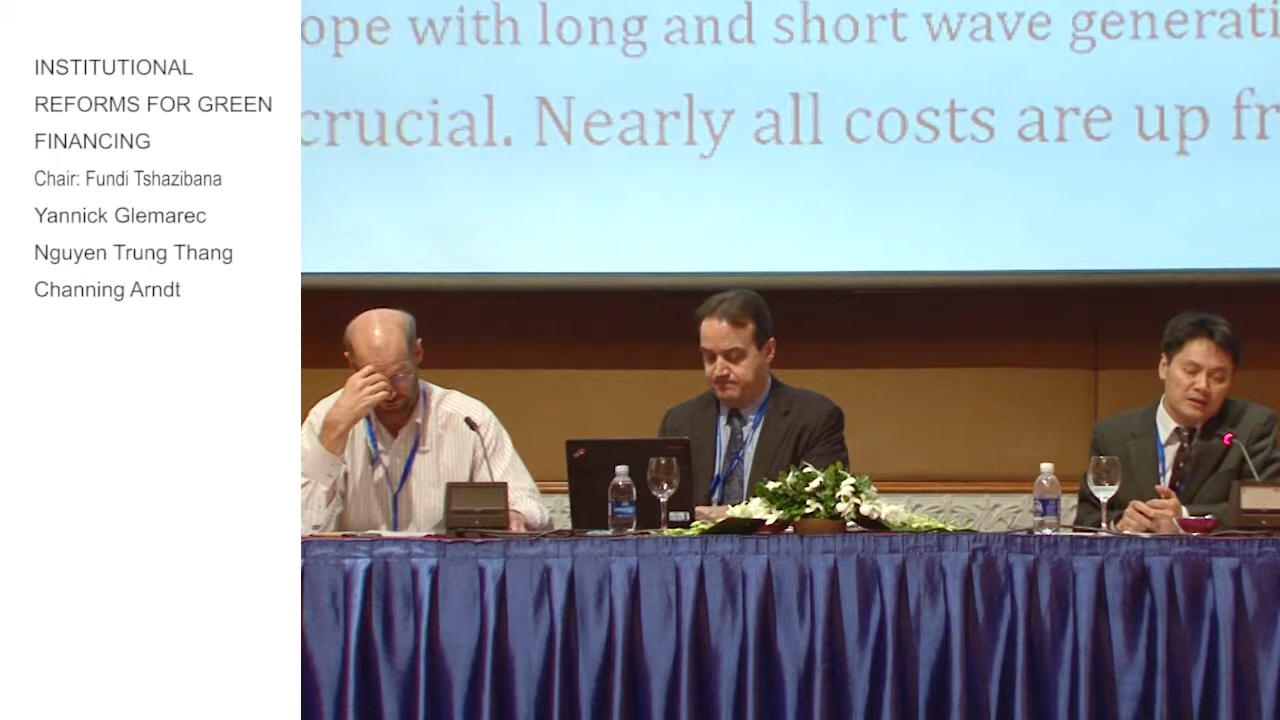 INSTITUTIONAL
REFORMS FOR GREEN
FINANCING
Chair: Fundi Tshazibana
Yannick Glemarec
Nguyen Trung Thang
Channing Arndt
ope with long and short wave generati
crucial. Nearly all costs are up fr